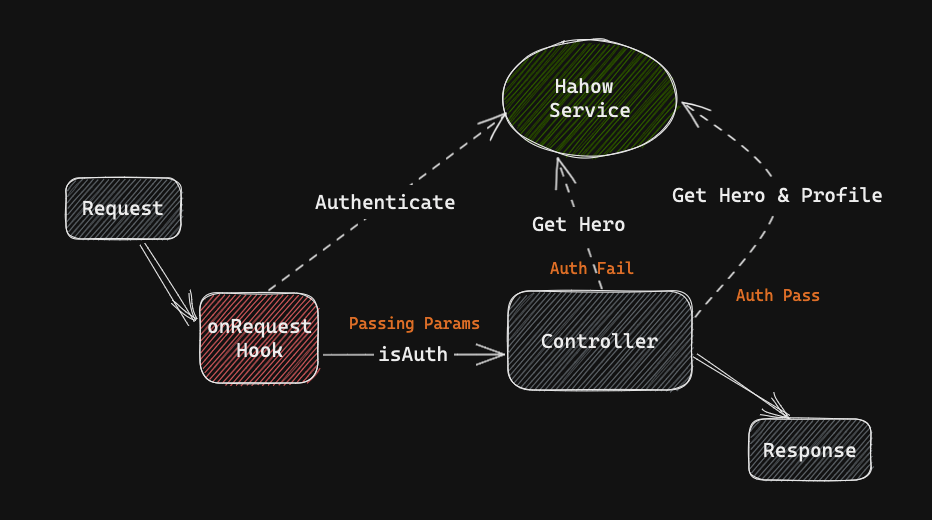 Hahow
Service
Request
Authenticate
Get Hero & Profile
Get Hero
Auth Fail
Auth Pass
onRequest
Hook
Passing Params
isAuth
Controller
Response